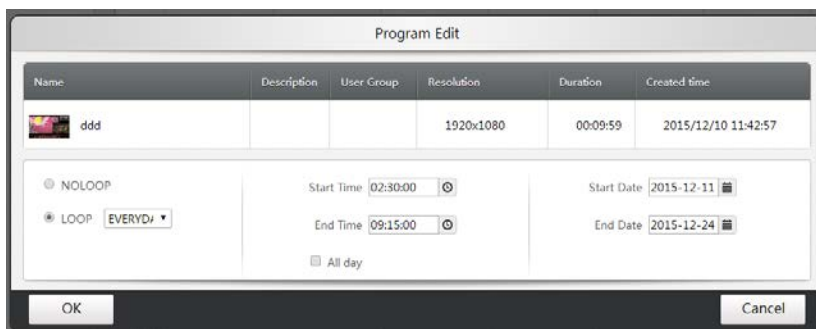 Program Edit
Name Description User Group Resolution Duration Created time
ddd 1920x1080 00:09:59 2015/12/10 11:42:57
NOLOOP Start Time 02:30:00 Start Date 2015-12-11
LOOP EVERYD End Time 09:15:00 End Date 2015-12-24
All day
OK Cancel